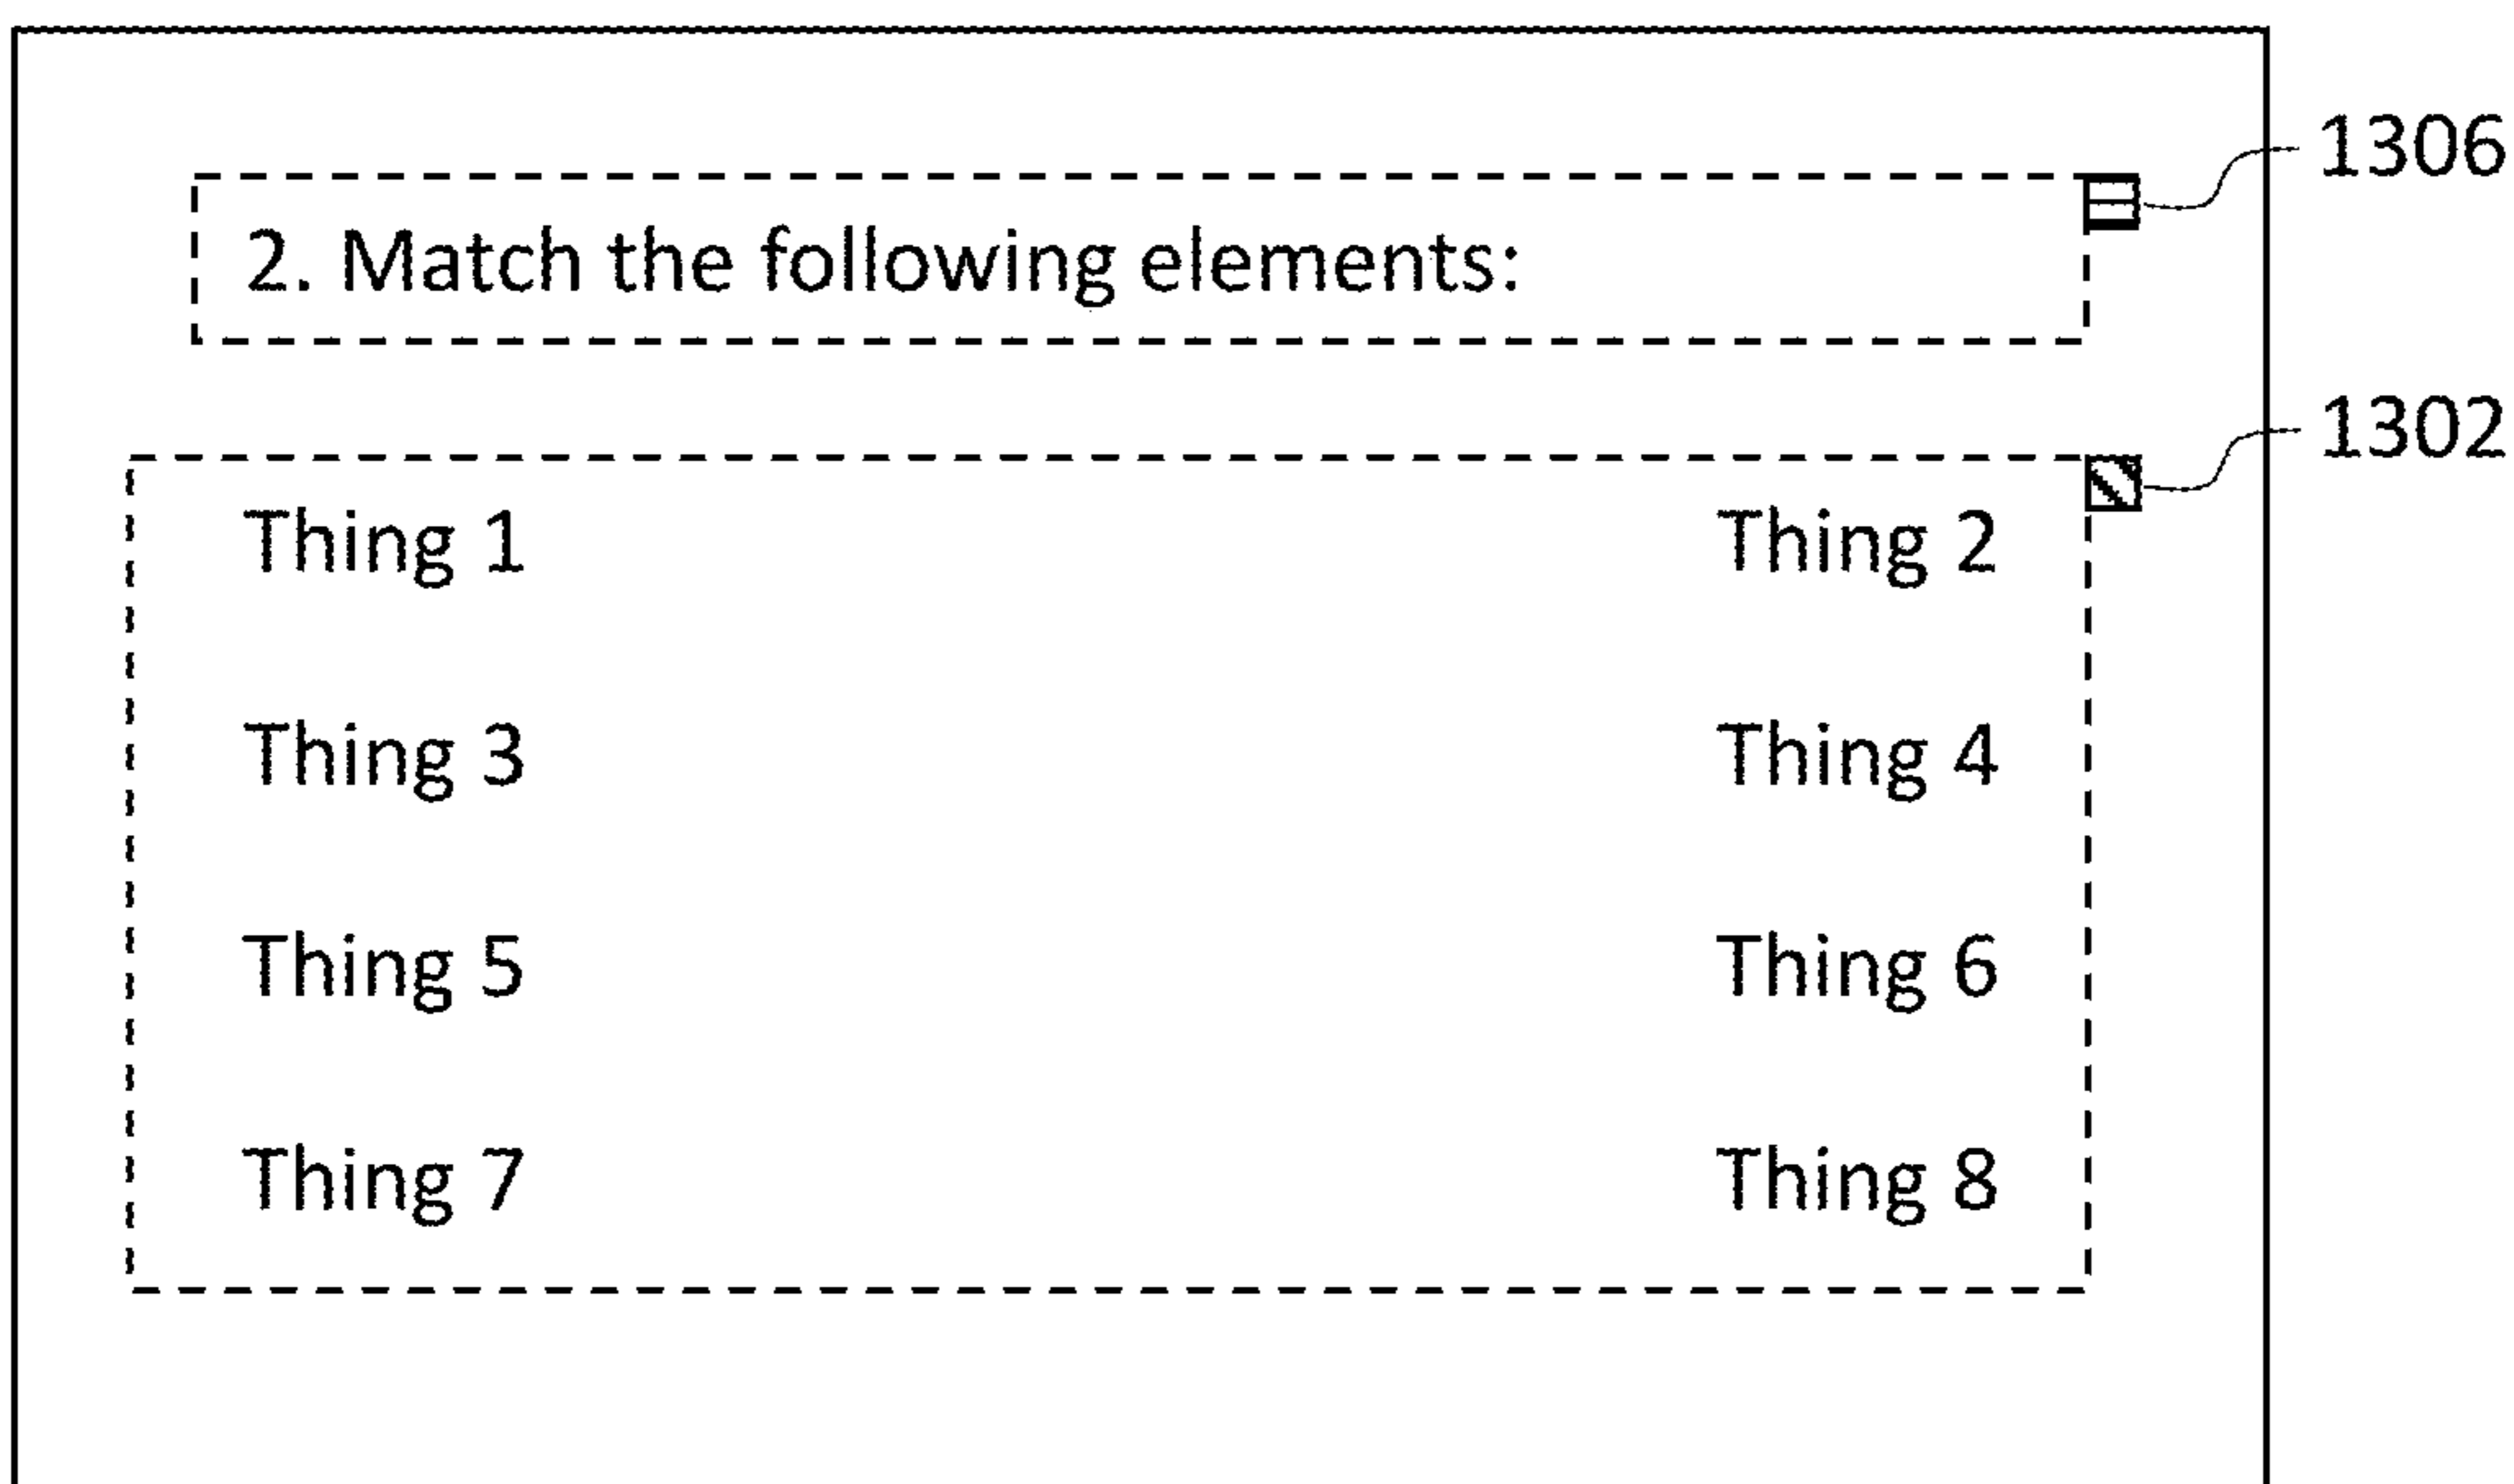 1306
2. Match the following elements:
1302
Thing 1 Thing 2
Thing 3 Thing 4
Thing 5 Thing 6
Thing 7 Thing 8